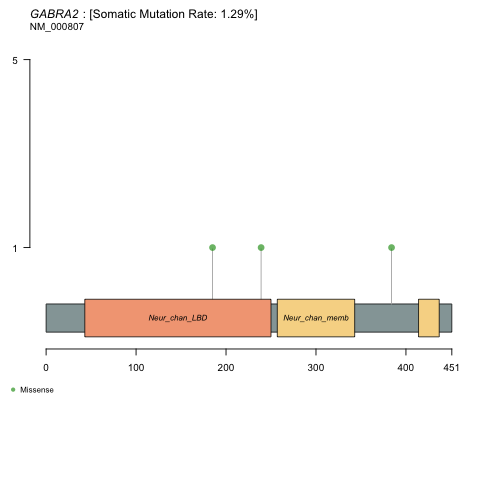 GABRA2 : [Somatic Mutation Rate: 1.29%]
NM_000807
5
1
Neur_chan_LBD
Neur_chan_memb
0
100
200
300
400
451
Missense